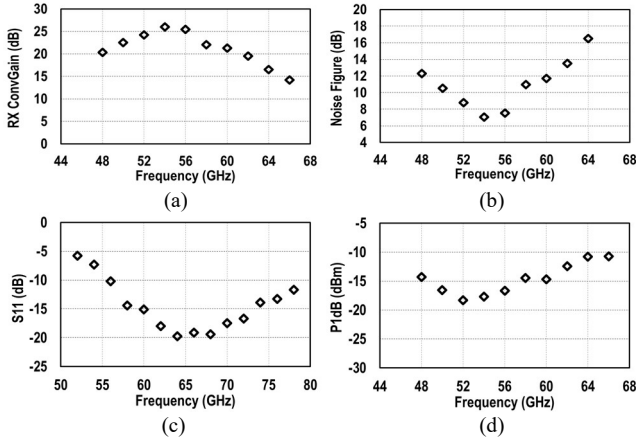 RX ConvGain (dB)
30
25
20
15
10
5
0
44 48 52 56 60 64 68
Frequency (GHz)
(a)
Noise Figure (dB)
20
18
16
14
12
10
8
6
4
44 48 52 56 60 64 68
Frequency (GHz)
(b)
S11 (dB)
0
-5
-10
-15
-20
-25
50 55 60 65 70 75 80
Frequency (GHz)
(c)
P1dB (dBm)
-5
-10
-15
-20
-25
-30
44 48 52 56 60 64 68
Frequency (GHz)
(d)